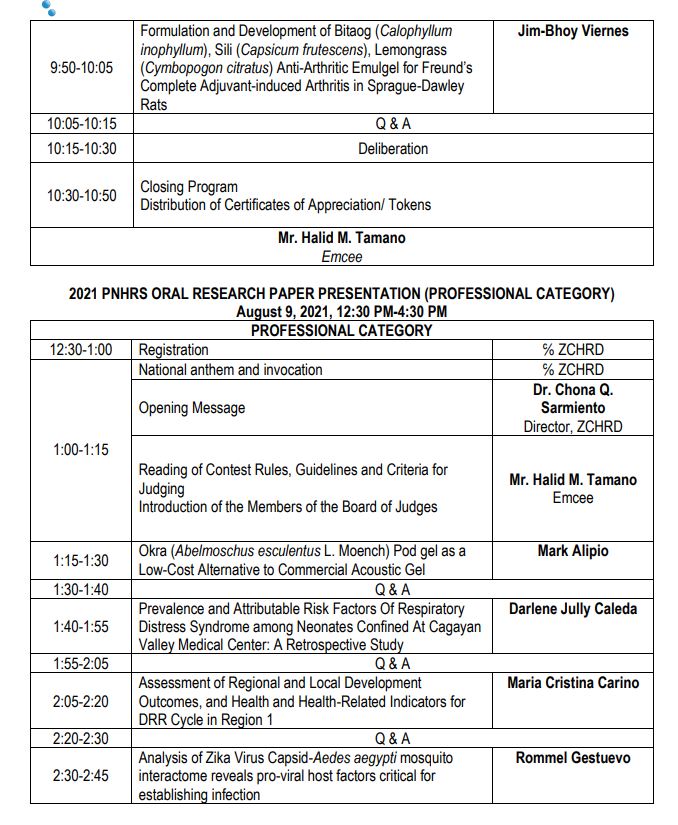 9:50-10:05
Formulation and Development of Bitaog (Calophyllum
inophyllum), Sili (Capsicum frutescens), Lemongrass
(Cymbopogon citratus) Anti-Arthritic Emulgel for Freund's
Complete Adjuvant-induced Arthritis in Sprague-Dawley
Rats
Jim-Bhoy Viernes
10:05-10:15
Q & A
10:15-10:30
Deliberation
10:30-10:50
Closing Program
Distribution of Certificates of Appreciation/ Tokens
Mr. Halid M. Tamano
Emcee
2021 PNHRS ORAL RESEARCH PAPER PRESENTATION (PROFESSIONAL CATEGORY)
August 9, 2021, 12:30 PM-4:30 PM
PROFESSIONAL CATEGORY
12:30-1:00
Registration
℅ ZCHRD
1:00-1:15
National anthem and invocation
℅ ZCHRD
Opening Message
Dr. Chona Q.
Sarmiento
Director, ZCHRD
Reading of Contest Rules, Guidelines and Criteria for
Judging
Introduction of the Members of the Board of Judges
Mr. Halid M. Tamano
Emcee
1:15-1:30
Okra (Abelmoschus esculentus L. Moench) Pod gel as a
Low-Cost Alternative to Commercial Acoustic Gel
Mark Alipio
1:30-1:40
Q & A
1:40-1:55
Prevalence and Attributable Risk Factors Of Respiratory
Distress Syndrome among Neonates Confined At Cagayan
Valley Medical Center: A Retrospective Study
Darlene Jully Caleda
1:55-2:05
Q & A
2:05-2:20
Assessment of Regional and Local Development
Outcomes, and Health and Health-Related Indicators for
DRR Cycle in Region 1
Maria Cristina Carino
2:20-2:30
Q & A
2:30-2:45
Analysis of Zika Virus Capsid-Aedes aegypti mosquito
interactome reveals pro-viral host factors critical for
establishing infection
Rommel Gestuevo